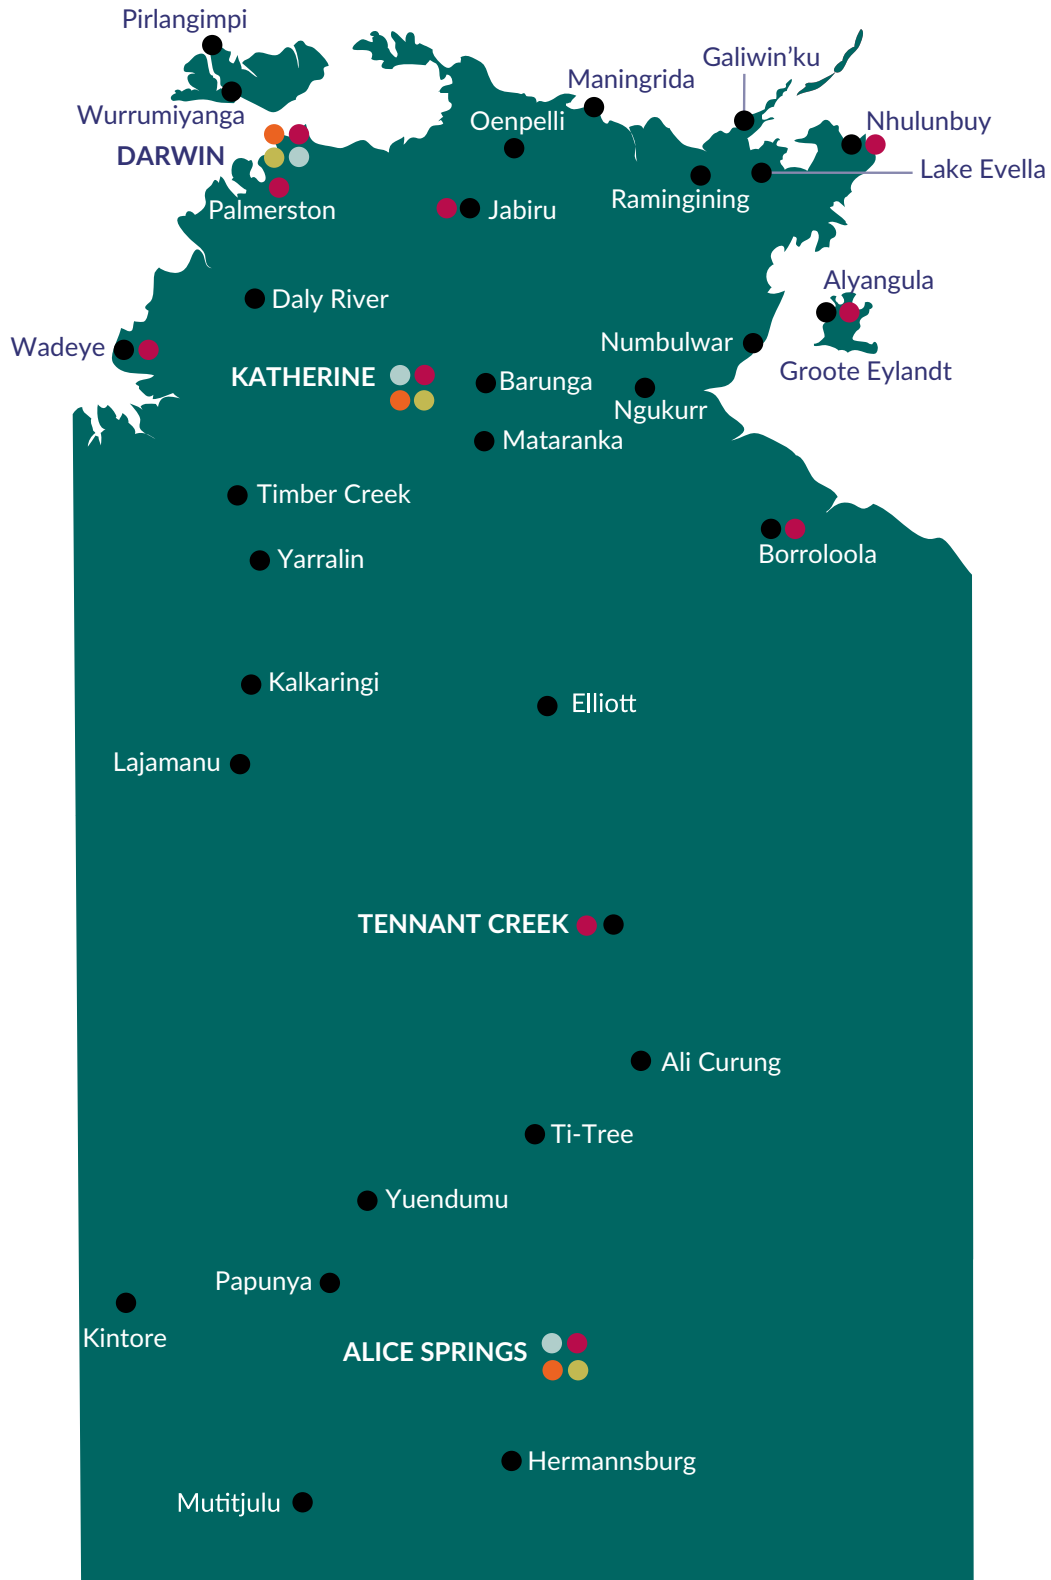 Pirlangimpi
Galiwin’ku
Maningrida
Wurrumiyanga
Oenpelli
Nhulunbuy
DARWIN
Lake Evella
Ramingining
Palmerston
Jabiru
Alyangula
Daly River
Numbulwar
Wadeye
Groote Eylandt
KATHERINE
Barunga
Ngukurr
Mataranka
Timber Creek
Borroloola
Yarralin
Kalkaringi
Elliott
Lajamanu
TENNANT CREEK
Ali Curung
Ti-Tree
Yuendumu
Papunya
Kintore
ALICE SPRINGS
Hermannsburg
Mutitjulu